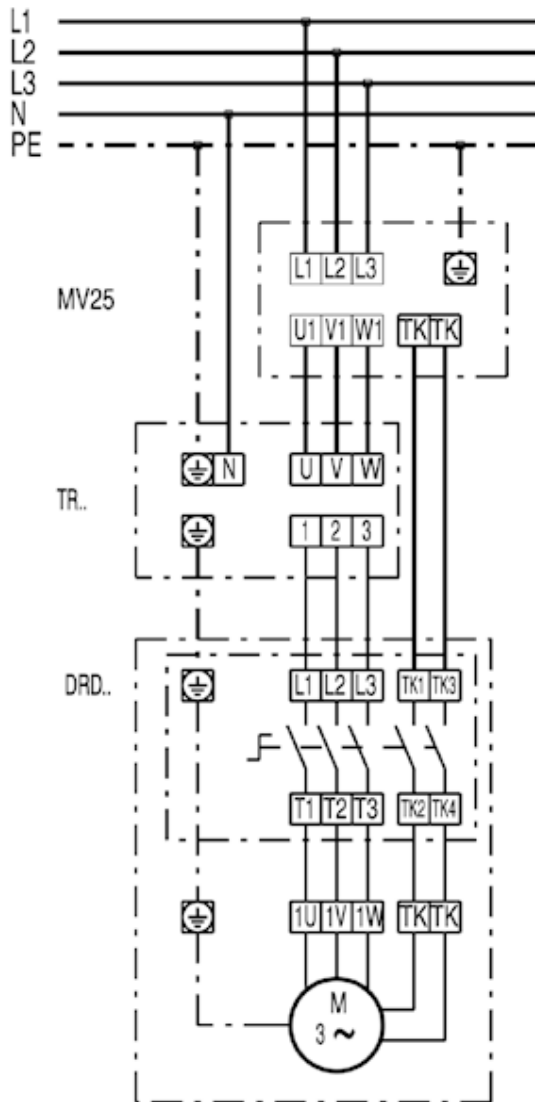 L1
L2
L3
N
PE
L1 L2 L3
MV25
U1 V1 W1 TK TK
N U V W
TR..
1 2 3
DRD..
L1 L2 L3 TK1 TK3
T1 T2 T3 TK2 TK4
1U 1V 1W TK TK
M
3 ~